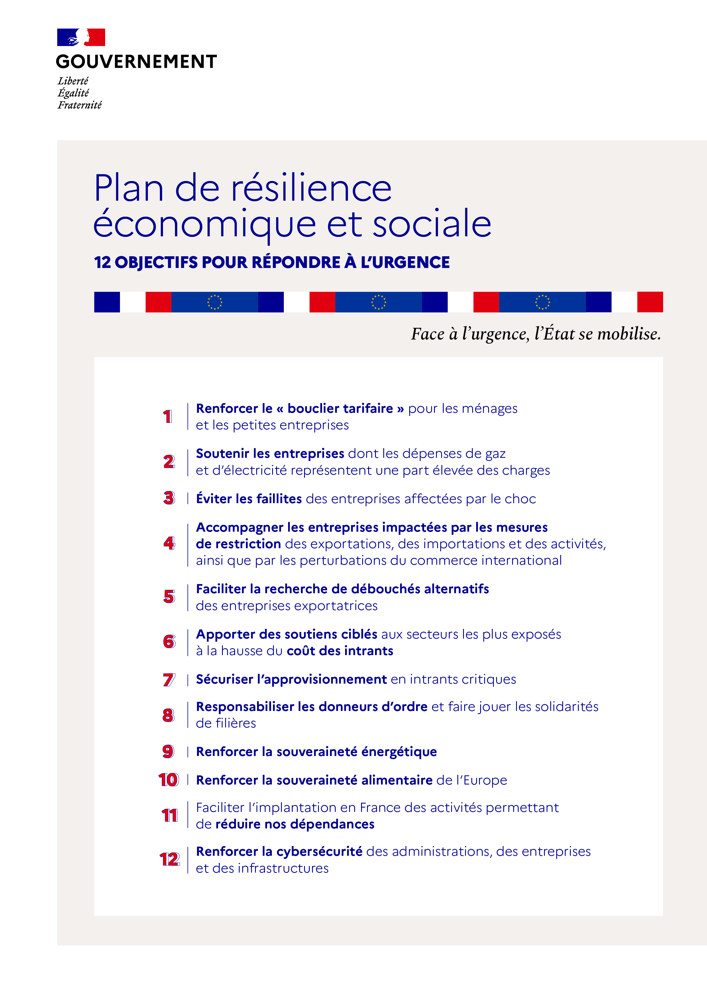 GOUVERNEMENT
Liberté
Égalité
Fraternité
Plan de résilience
économique et sociale
12 OBJECTIFS POUR RÉPONDRE À L’URGENCE
Face à l’urgence, l’État se mobilise.
1 Renforcer le « bouclier tarifaire » pour les ménages
et les petites entreprises
2 Soutenir les entreprises dont les dépenses de gaz
et d’électricité représentent une part élevée des charges
3 Éviter les faillites des entreprises affectées par le choc
4 Accompagner les entreprises impactées par les mesures
de restriction des exportations, des importations et des activités,
ainsi que par les perturbations du commerce international
5 Faciliter la recherche de débouchés alternatifs
des entreprises exportatrices
6 Apporter des soutiens ciblés aux secteurs les plus exposés
à la hausse du coût des intrants
7 Sécuriser l’approvisionnement en intrants critiques
8 Responsabiliser les donneurs d’ordre et faire jouer les solidarités
de filières
9 Renforcer la souveraineté énergétique
10 Renforcer la souveraineté alimentaire de l’Europe
11 Faciliter l’implantation en France des activités permettant
de réduire nos dépendances
12 Renforcer la cybersécurité des administrations, des entreprises
et des infrastructures